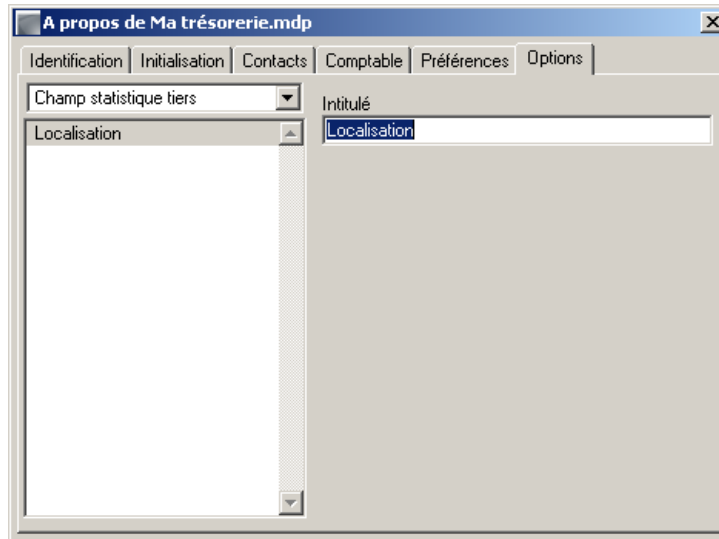 A propos de Ma trésorerie.mdp
Identification Initialisation Contacts Comptable Préférences Options
Champ statistique tiers
Intitulé
Localisation
Localisation